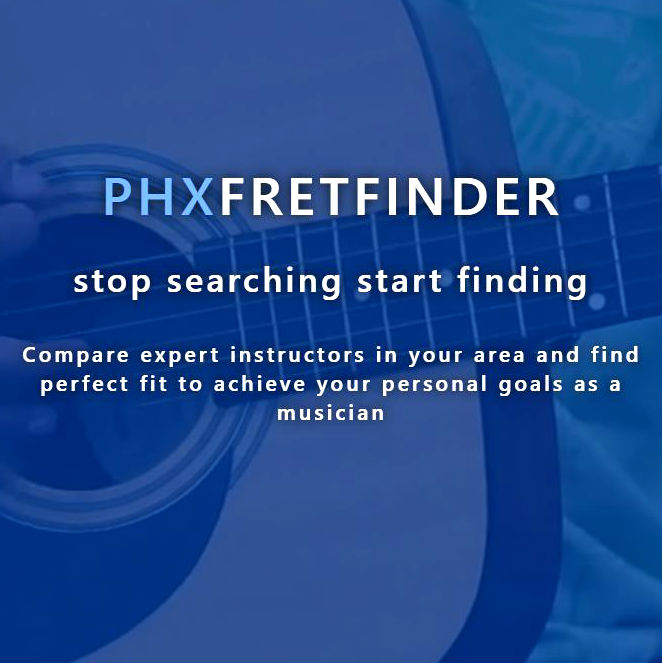 PHXFRETFINDER
stop searching start finding
Compare expert instructors in your area and find
perfect fit to achieve your personal goals as a
musician